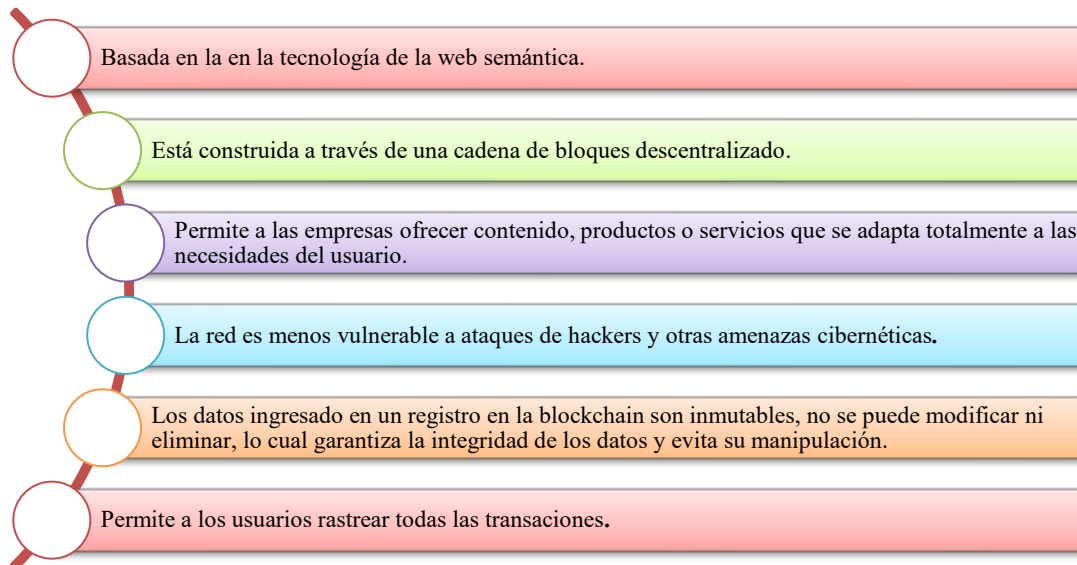 Basada en la en la tecnología de la web semántica.
Está construida a través de una cadena de bloques descentralizado.
Permite a las empresas ofrecer contenido, productos o servicios que se adapta totalmente a las
necesidades del usuario.
La red es menos vulnerable a ataques de hackers y otras amenazas cibernéticas.
Los datos ingresado en un registro en la blockchain son inmutables, no se puede modificar ni
eliminar, lo cual garantiza la integridad de los datos y evita su manipulación.
Permite a los usuarios rastrear todas las transaciones.